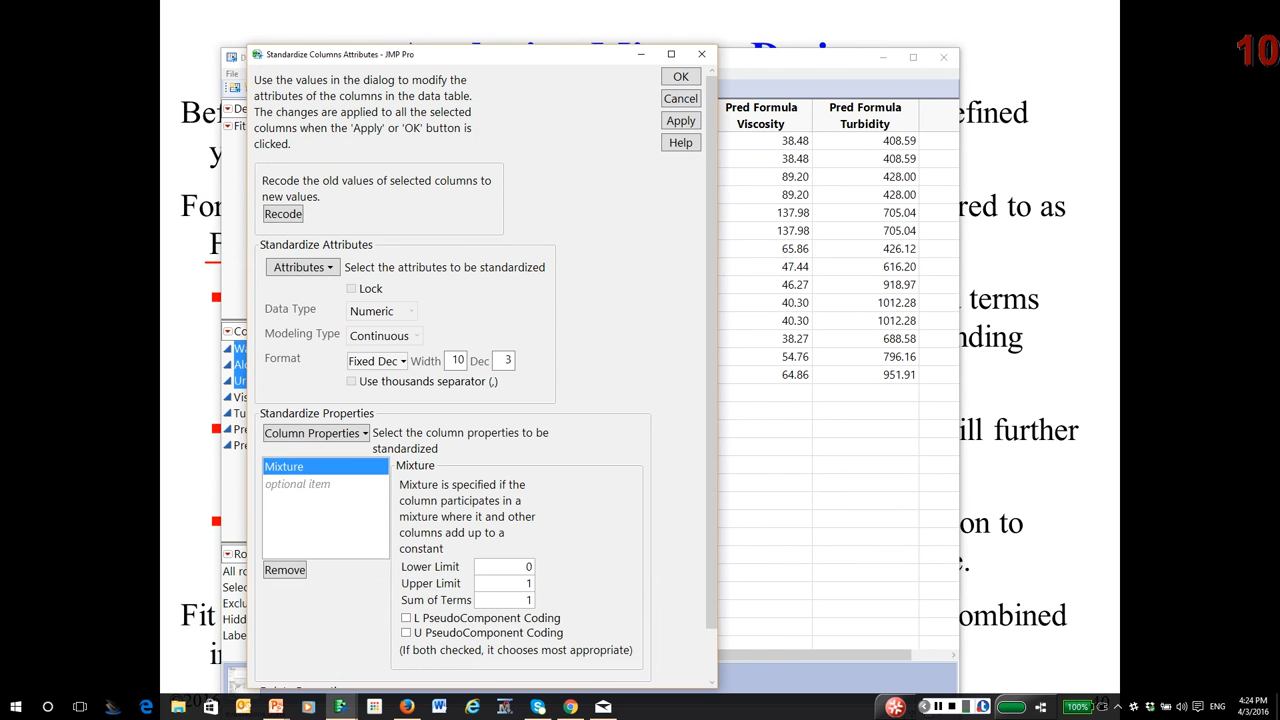 10
Standardize Columns Attributes - JMP Pro
Use the values in the dialog to modify the
attributes of the columns in the data table.
The changes are applied to all the selected
columns when the 'Apply' or 'OK' button is
clicked.
OK
Cancel
Apply
Help
Recode the old values of selected columns to
new values.
Recode
Standardize Attributes
Attributes Select the attributes to be standardized
Lock
Data Type Numeric
Modeling Type Continuous
Format Fixed Dec Width 10 Dec 3
Use thousands separator (,)
Standardize Properties
Column Properties Select the column properties to be
standardized
Mixture
optional item
Remove
Mixture
Mixture is specified if the
column participates in a
mixture where it and other
columns add up to a
constant
Lower Limit 0
Upper Limit 1
Sum of Terms 1
L PseudoComponent Coding
U PseudoComponent Coding
(If both checked, it chooses most appropriate)
File
Pred Formula Viscosity Pred Formula Turbidity
38.48 408.59
38.48 408.59
89.20 428.00
89.20 428.00
137.98 705.04
137.98 705.04
65.86 426.12
47.44 616.20
46.27 918.97
40.30 1012.28
40.30 1012.28
38.27 688.58
54.76 796.16
64.86 951.91
All
Fit
red to as
terms
ill further
on to
100%
ENG
4:24 PM
4/3/2016